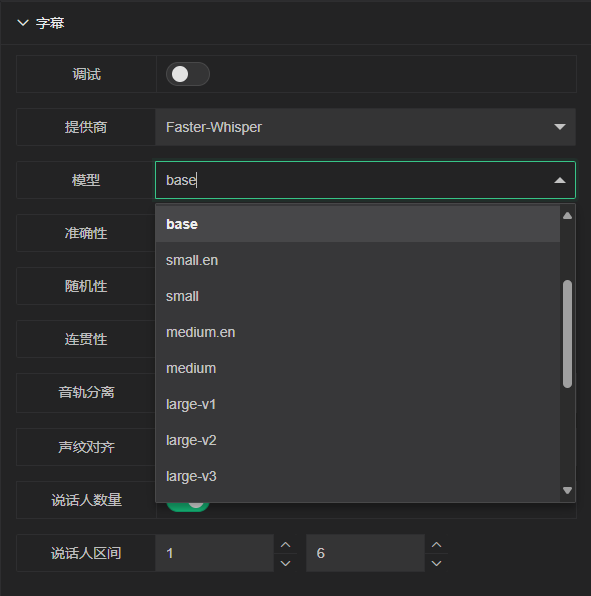 字幕
调试
提供商 Faster-Whisper
模型 base
准确性 base
small.en
随机性 small
连贯性 medium.en
medium
音轨分离 large-v1
声纹对齐 large-v2
large-v3
说话人数量
说话人区间 1 6